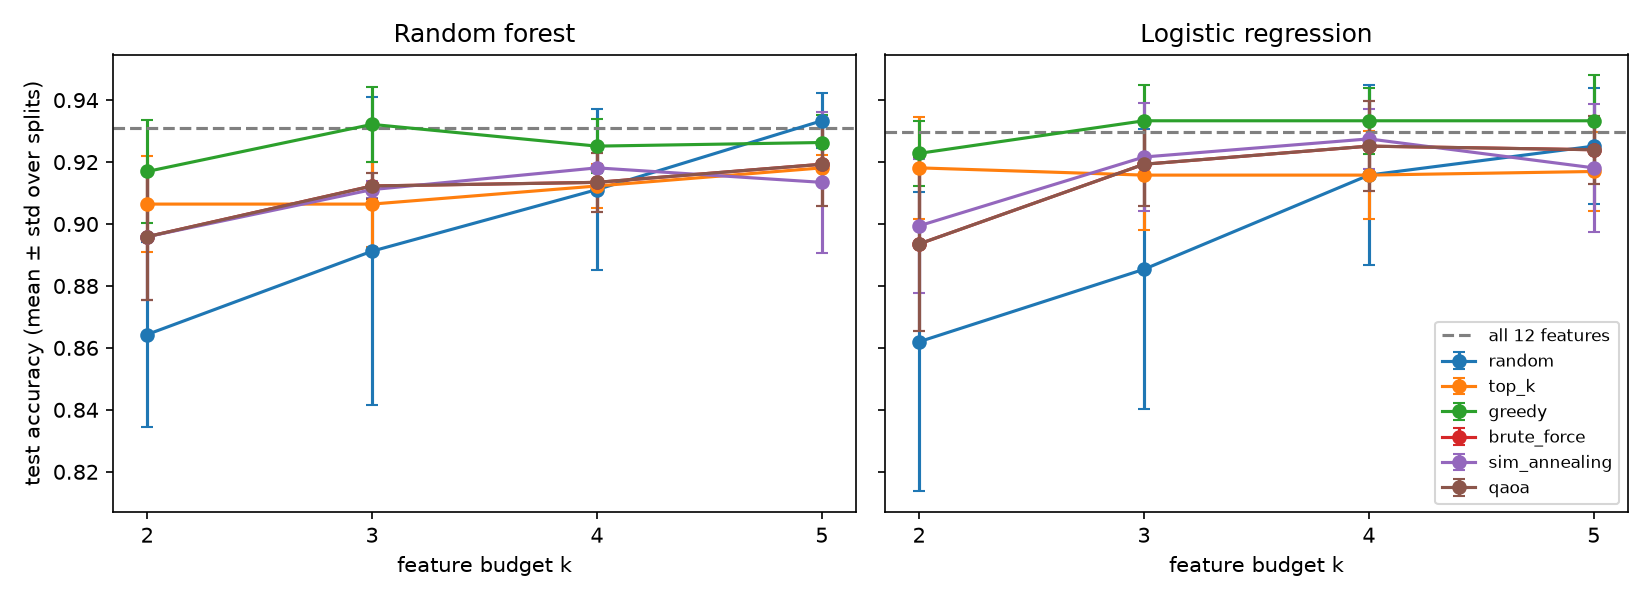 Random forest
Logistic regression
test accuracy (mean ± std over splits)
0.94
0.92
0.90
0.88
0.86
0.84
0.82
2 3 4 5
2 3 4 5
feature budget k
feature budget k
all 12 features
random
top_k
greedy
brute_force
sim_annealing
qaoa